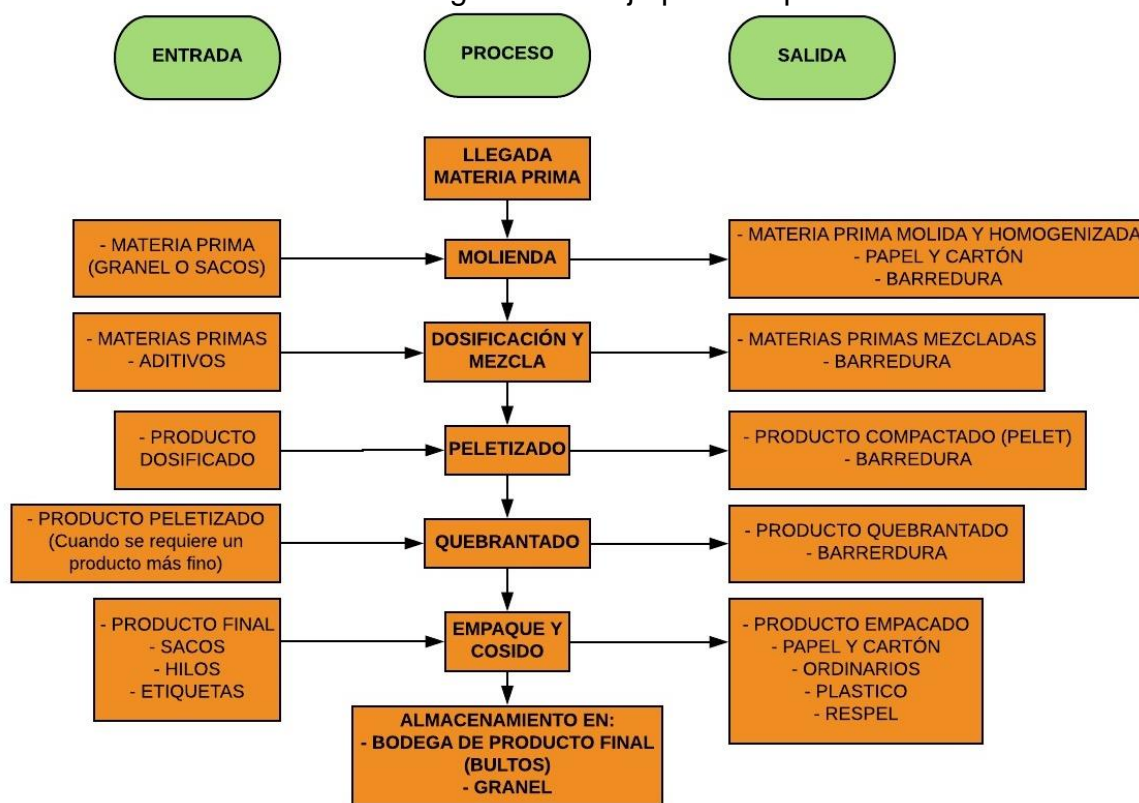 ENTRADA
PROCESO
SALIDA
LLEGADA
MATERIA PRIMA
- MATERIA PRIMA
(GRANEL O SACOS)
MOLIENDA
- MATERIA PRIMA MOLIDA Y HOMOGENIZADA
- PAPEL Y CARTÓN
- BARREDURA
- MATERIAS PRIMAS
- ADITIVOS
DOSIFICACIÓN Y
MEZCLA
- MATERIAS PRIMAS MEZCLADAS
- BARREDURA
- PRODUCTO
DOSIFICADO
PELETIZADO
- PRODUCTO COMPACTADO (PELET)
- BARREDURA
- PRODUCTO PELETIZADO
(Cuando se requiere un
producto más fino)
QUEBRANTADO
- PRODUCTO QUEBRANTADO
- BARRERDURA
- PRODUCTO FINAL
- SACOS
- HILOS
- ETIQUETAS
EMPAQUE Y
COSIDO
- PRODUCTO EMPACADO
- PAPEL Y CARTÓN
- ORDINARIOS
- PLASTICO
- RESPEL
ALMACENAMIENTO EN:
- BODEGA DE PRODUCTO FINAL
(BULTOS)
- GRANEL